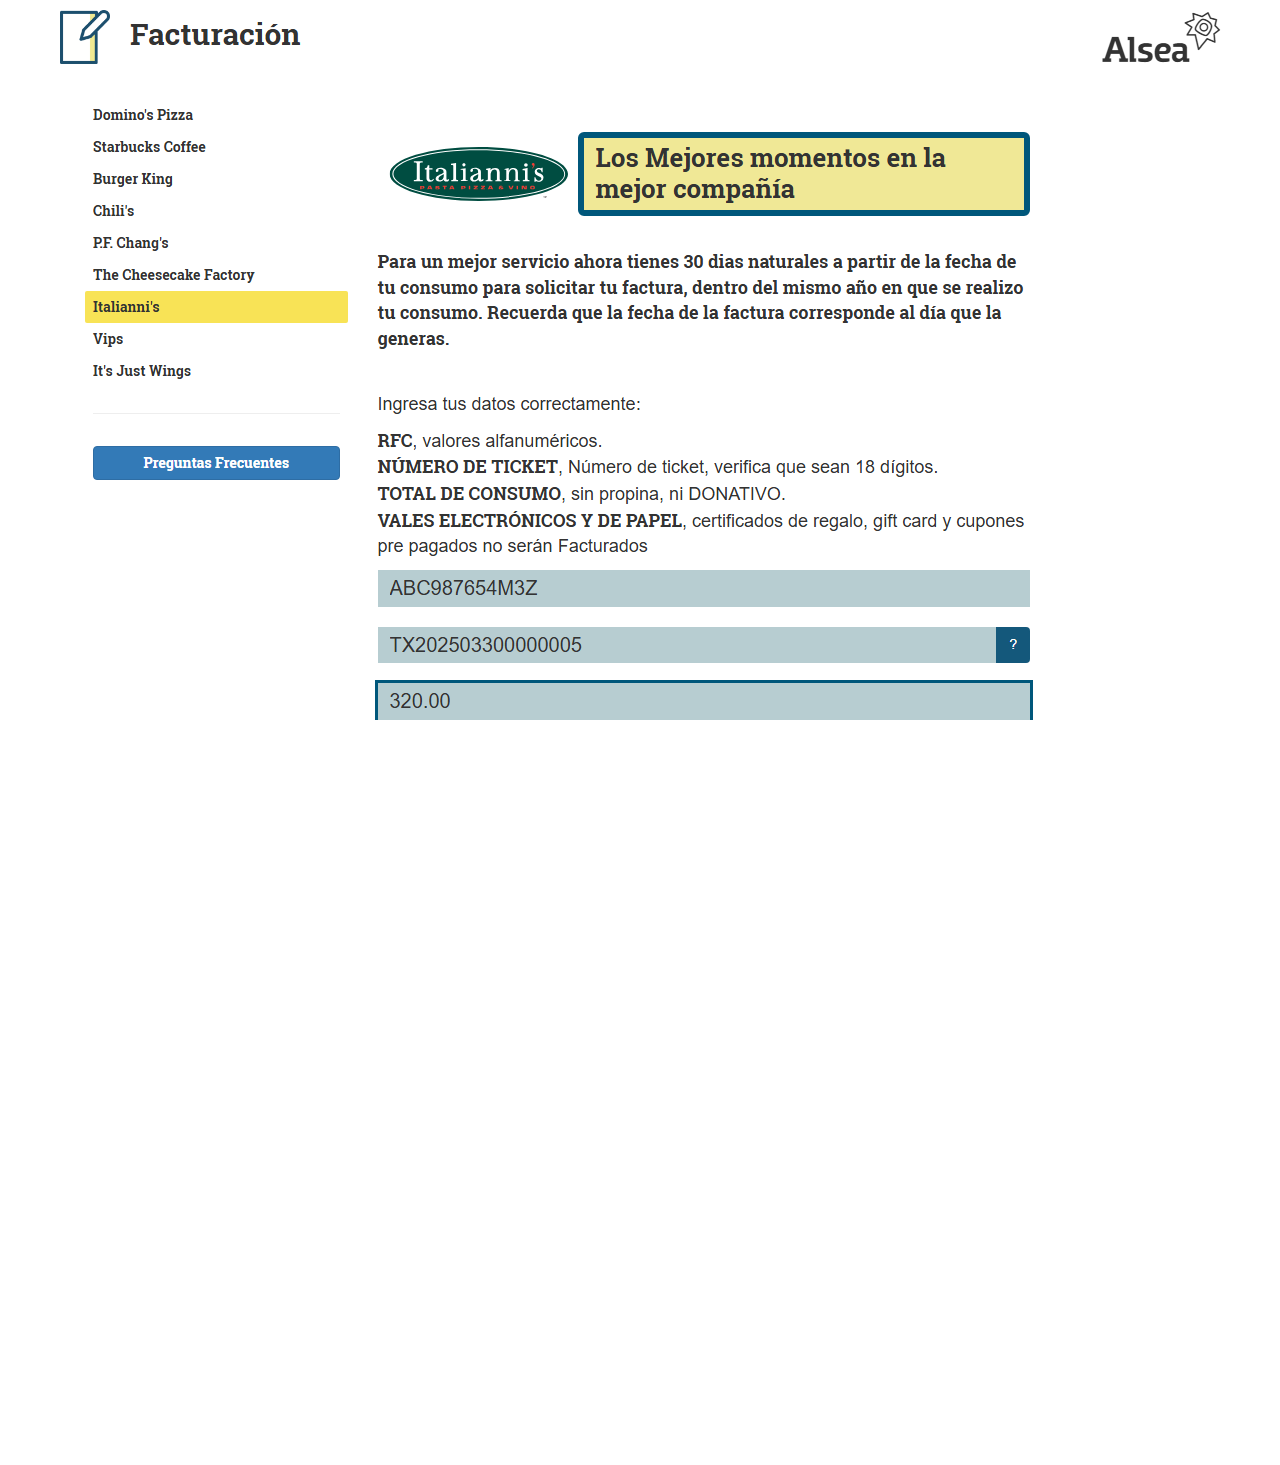 Facturación
Alsea
Domino's Pizza
Starbucks Coffee
Burger King
Chili's
P.F. Chang's
The Cheesecake Factory
Italianni's
Vips
It's Just Wings
Preguntas Frecuentes
Italianni's
PASTA PIZZA & VINO
Los Mejores momentos en la
mejor compañía
Para un mejor servicio ahora tienes 30 dias naturales a partir de la fecha de
tu consumo para solicitar tu factura, dentro del mismo año en que se realizo
tu consumo. Recuerda que la fecha de la factura corresponde al día que la
generas.
Ingresa tus datos correctamente:
RFC, valores alfanuméricos.
NÚMERO DE TICKET, Número de ticket, verifica que sean 18 dígitos.
TOTAL DE CONSUMO, sin propina, ni DONATIVO.
VALES ELECTRÓNICOS Y DE PAPEL, certificados de regalo, gift card y cupones
pre pagados no serán Facturados
ABC987654M3Z
TX202503300000005
?
320.00